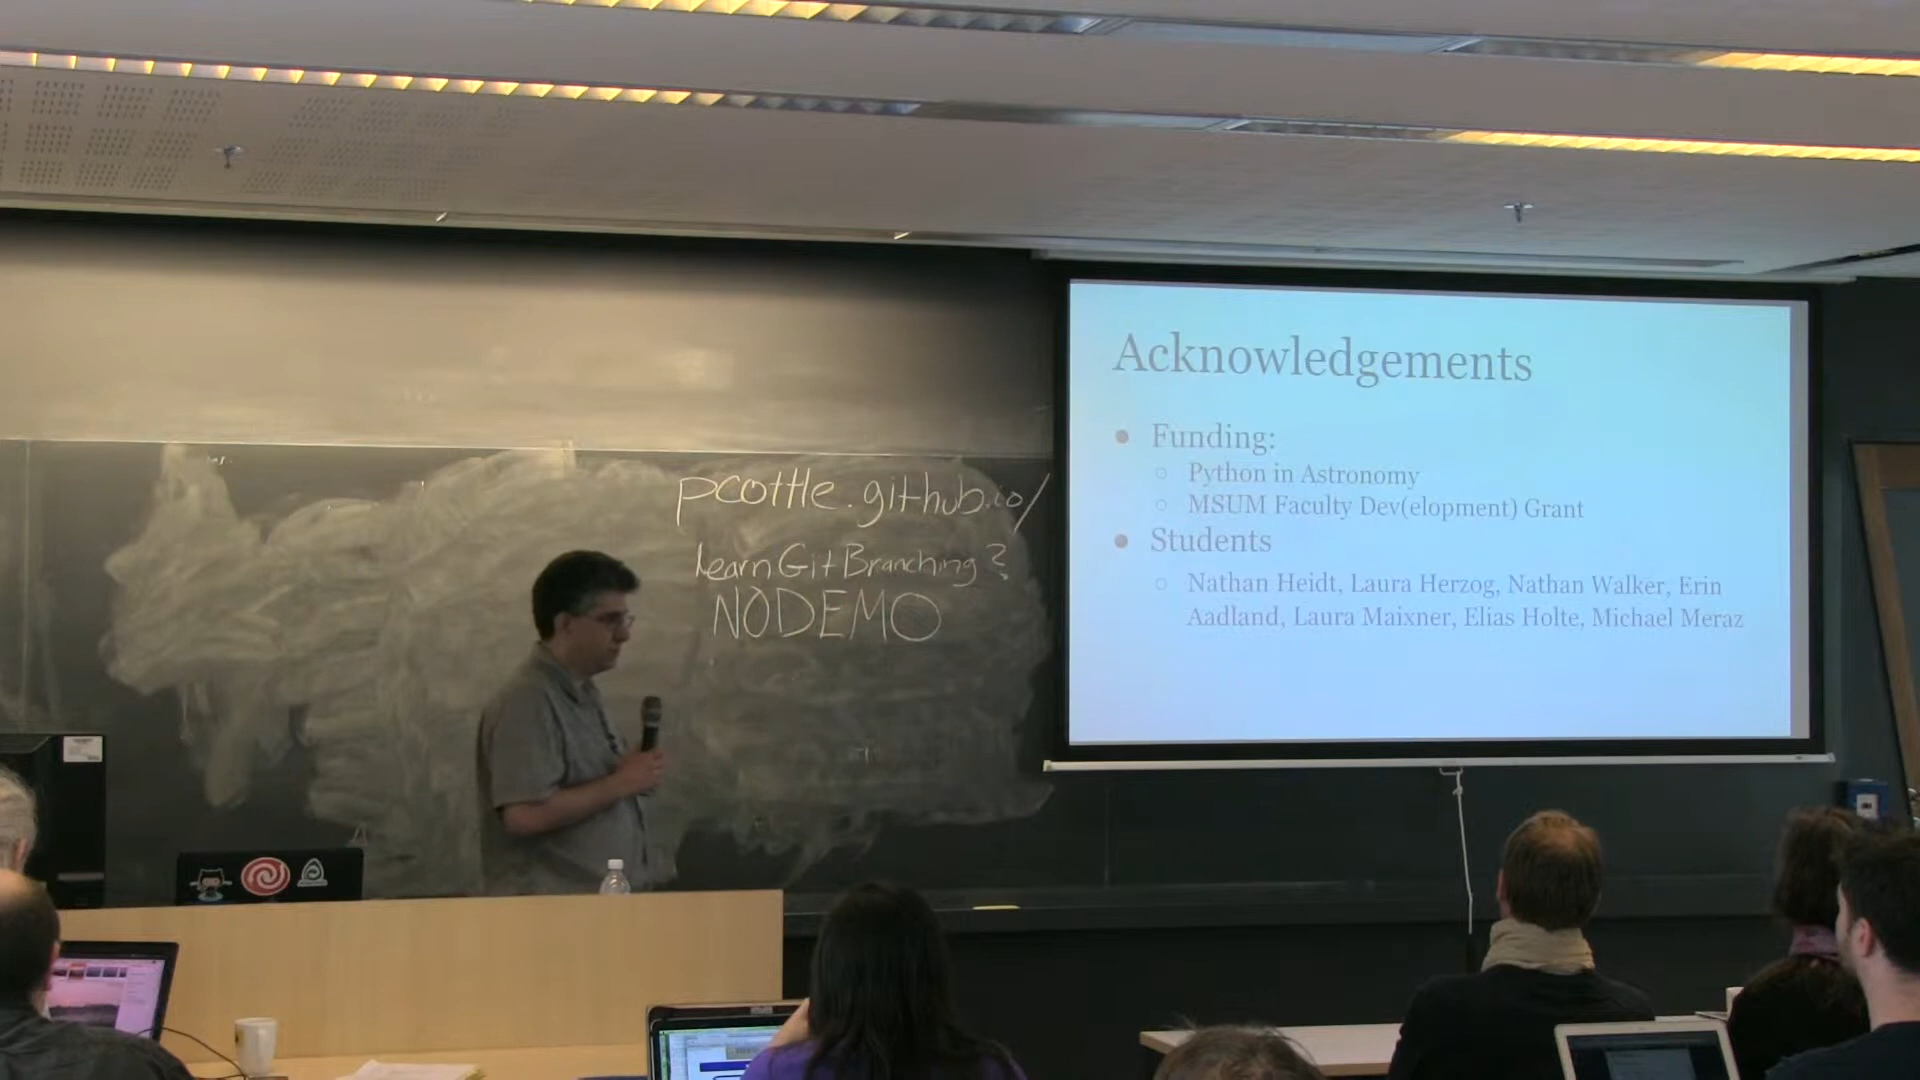 pcottle.github.io/
learnGitBranching?
NODEMO
Acknowledgements
Funding:
Python in Astronomy
MSUM Faculty Dev(elopment) Grant
Students
Nathan Heidt, Laura Herzog, Nathan Walker, Erin
Aadland, Laura Maixner, Elias Holte, Michael Meraz